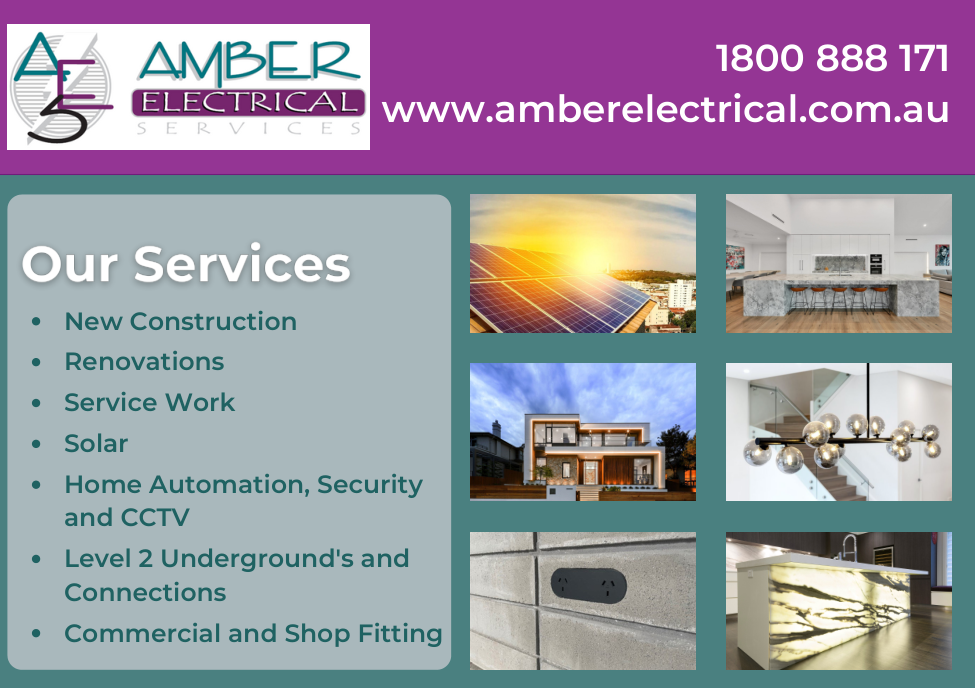 AES
AMBER
ELECTRICAL
SERVICES
1800 888 171
www.amberelectrical.com.au
Our Services
• New Construction
• Renovations
• Service Work
• Solar
• Home Automation, Security
and CCTV
• Level 2 Underground's and
Connections
• Commercial and Shop Fitting